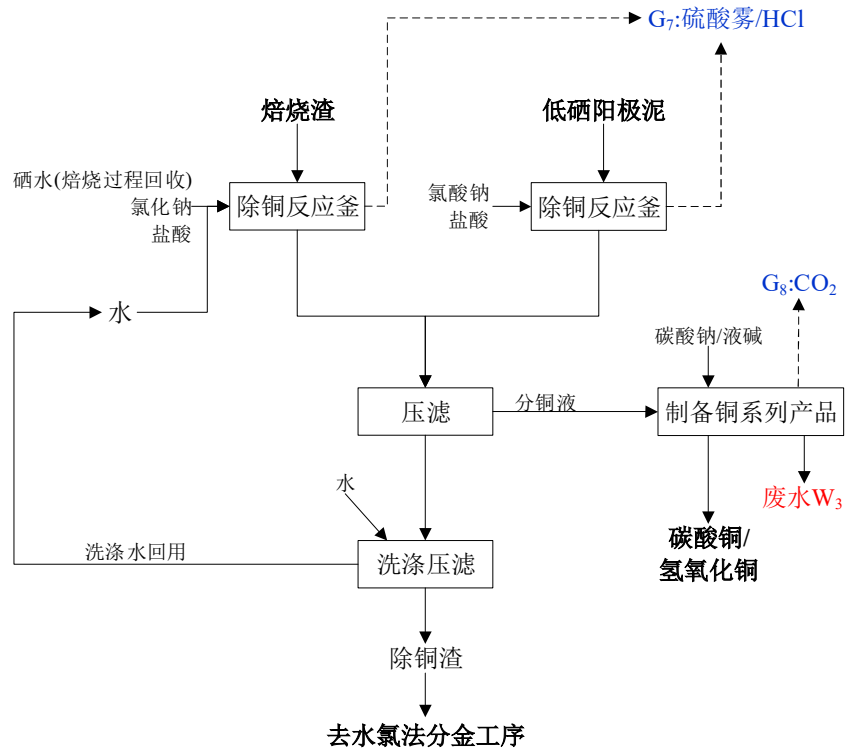 G₇:硫酸雾/HCl
焙烧渣
低硒阳极泥
硒水(焙烧过程回收)
氯化钠
盐酸
除铜反应釜
氯酸钠
盐酸
除铜反应釜
G₈:CO₂
水
碳酸钠/液碱
压滤
分铜液
制备铜系列产品
水
废水W₃
碳酸铜/
氢氧化铜
洗涤水回用
洗涤压滤
除铜渣
去水氯法分金工序